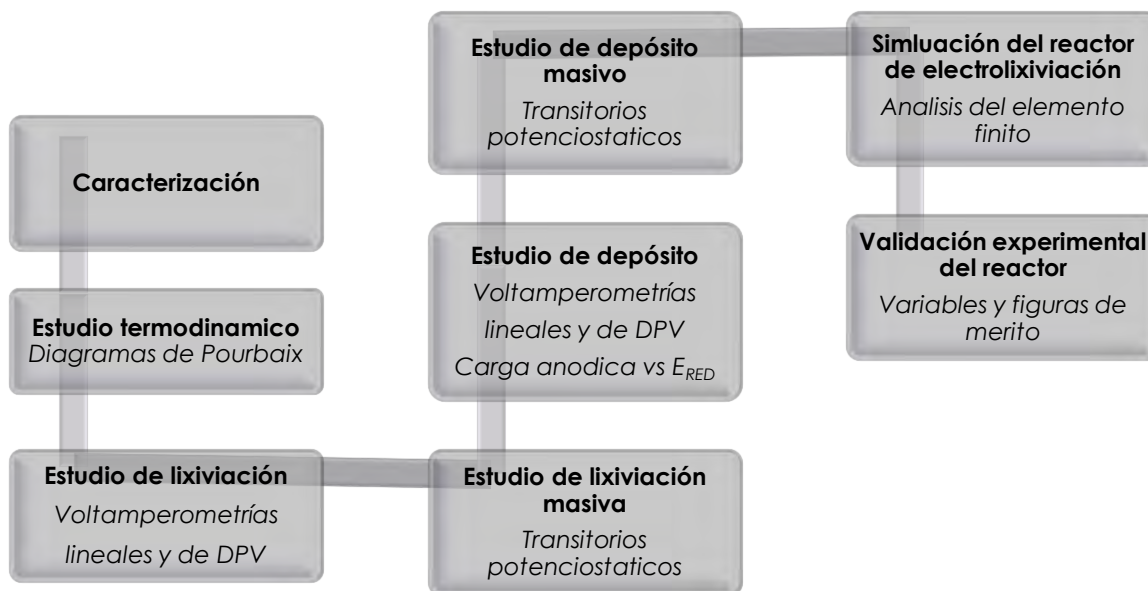 Caracterización
Estudio termodinamico
Diagramas de Pourbaix
Estudio de lixiviación
Voltamperometrías
lineales y de DPV
Estudio de lixiviación
masiva
Transitorios
potenciostaticos
Estudio de depósito
Voltamperometrías
lineales y de DPV
Carga anodica vs E_RED
Estudio de depósito
masivo
Transitorios
potenciostaticos
Simluación del reactor
de electrolixiviación
Analisis del elemento
finito
Validación experimental
del reactor
Variables y figuras de
merito